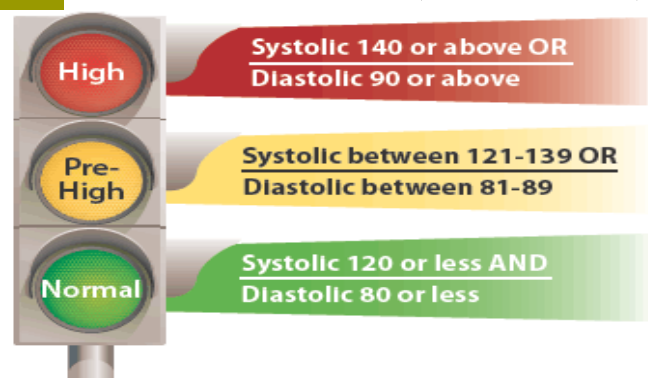 High
Systolic 140 or above OR
Diastolic 90 or above
Pre-
High
Systolic between 121-139 OR
Diastolic between 81-89
Normal
Systolic 120 or less AND
Diastolic 80 or less